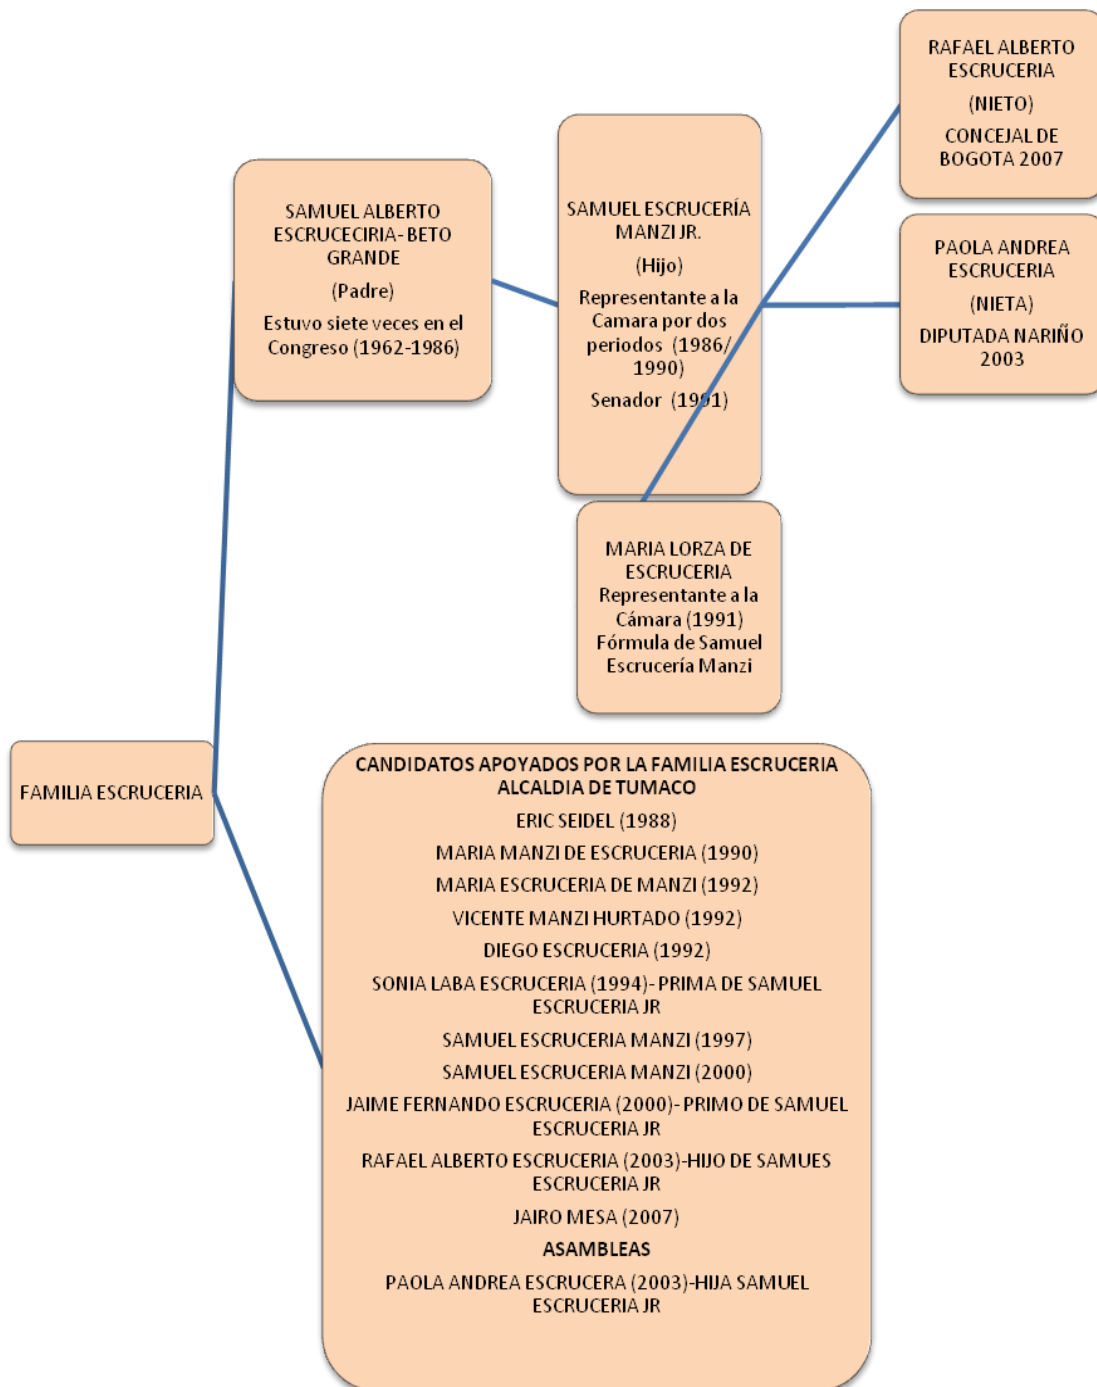 FAMILIA ESCRUCERIA
SAMUEL ALBERTO
ESCRUCECIRIA- BETO
GRANDE
(Padre)
Estuvo siete veces en el
Congreso (1962-1986)
SAMUEL ESCRUCERÍA
MANZI JR.
(Hijo)
Representante a la
Camara por dos
periodos (1986/
1990)
Senador (1991)
RAFAEL ALBERTO
ESCRUCERIA
(NIETO)
CONCEJAL DE
BOGOTA 2007
PAOLA ANDREA
ESCRUCERIA
(NIETA)
DIPUTADA NARIÑO
2003
MARIA LORZA DE
ESCRUCERIA
Representante a la
Cámara (1991)
Fórmula de Samuel
Escrucería Manzi
CANDIDATOS APOYADOS POR LA FAMILIA ESCRUCERIA
ALCALDIA DE TUMACO
ERIC SEIDEL (1988)
MARIA MANZI DE ESCRUCERIA (1990)
MARIA ESCRUCERIA DE MANZI (1992)
VICENTE MANZI HURTADO (1992)
DIEGO ESCRUCERIA (1992)
SONIA LABA ESCRUCERIA (1994)- PRIMA DE SAMUEL
ESCRUCERIA JR
SAMUEL ESCRUCERIA MANZI (1997)
SAMUEL ESCRUCERIA MANZI (2000)
JAIME FERNANDO ESCRUCERIA (2000)- PRIMO DE SAMUEL
ESCRUCERIA JR
RAFAEL ALBERTO ESCRUCERIA (2003)-HIJO DE SAMUES
ESCRUCERIA JR
JAIRO MESA (2007)
ASAMBLEAS
PAOLA ANDREA ESCRUCERA (2003)-HIJA SAMUEL
ESCRUCERIA JR